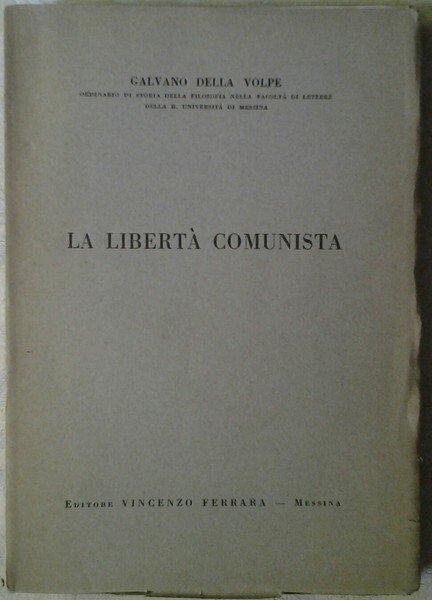 GALVANO DELLA VOLPE
ORDINARIO DI STORIA DELLA FILOSOFIA NELLA FACOLTÀ DI LETTERE
DELLA R. UNIVERSITÀ DI MESSINA
LA LIBERTÀ COMUNISTA
EDITORE VINCENZO FERRARA — MESSINA